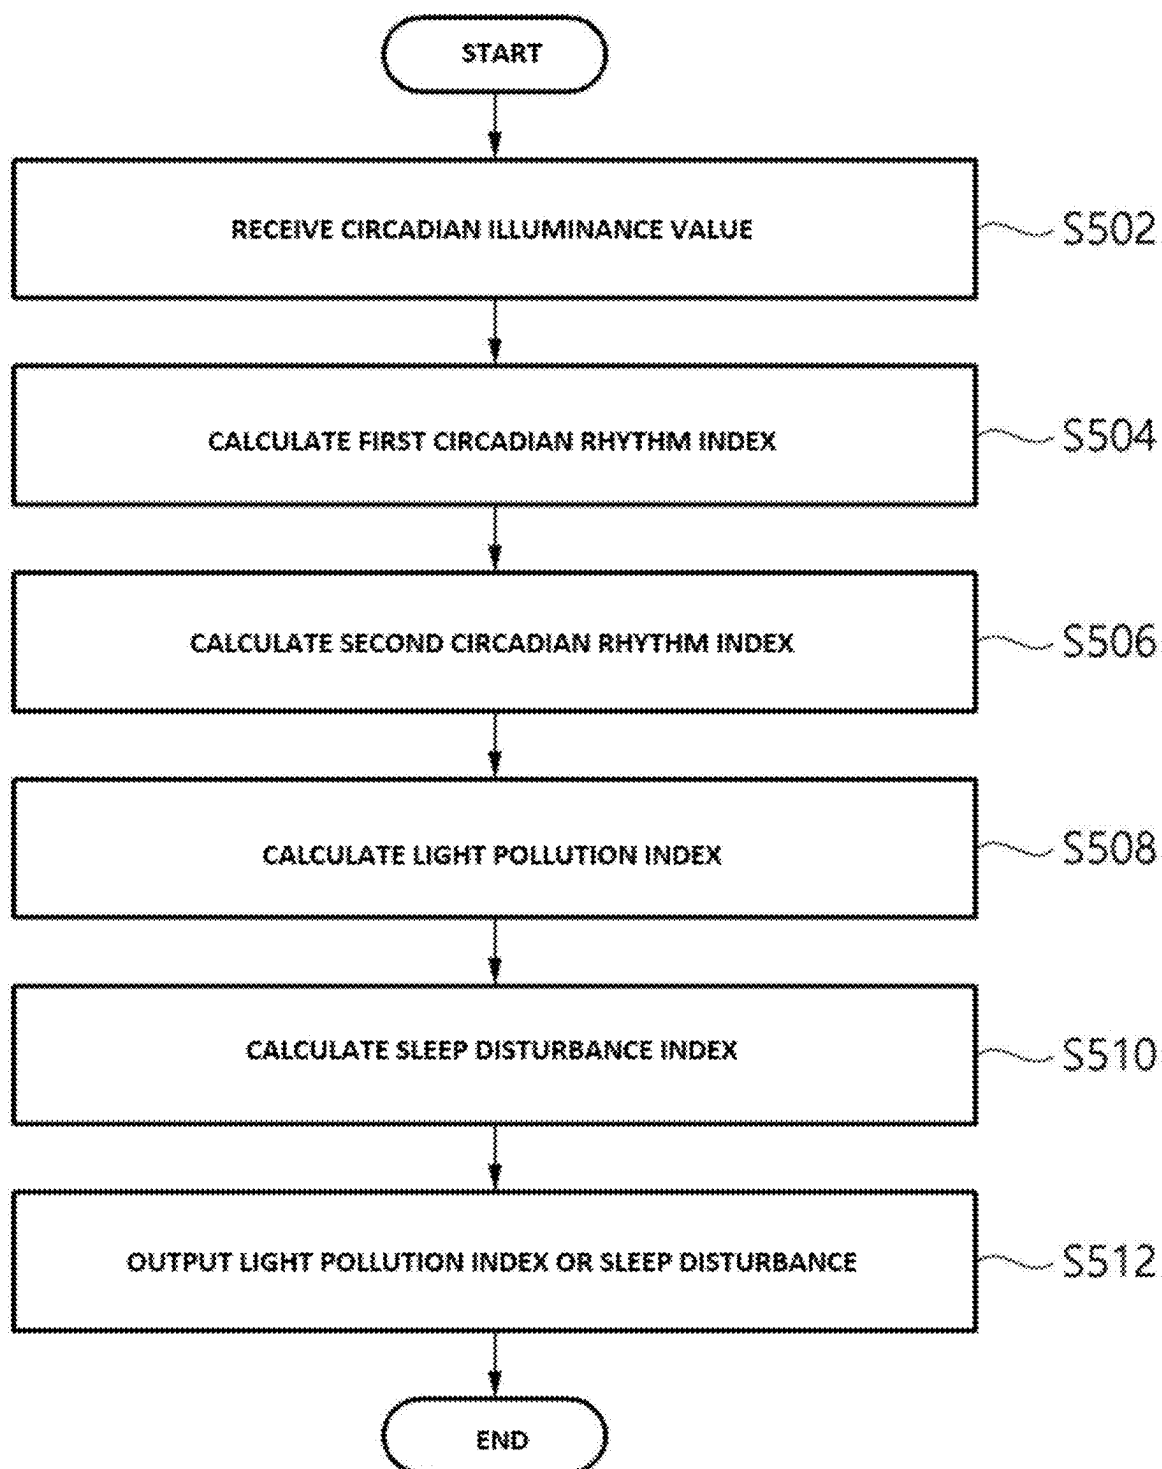 START
RECEIVE CIRCADIAN ILLUMINANCE VALUE
S502
CALCULATE FIRST CIRCADIAN RHYTHM INDEX
S504
CALCULATE SECOND CIRCADIAN RHYTHM INDEX
S506
CALCULATE LIGHT POLLUTION INDEX
S508
CALCULATE SLEEP DISTURBANCE INDEX
S510
OUTPUT LIGHT POLLUTION INDEX OR SLEEP DISTURBANCE
S512
END